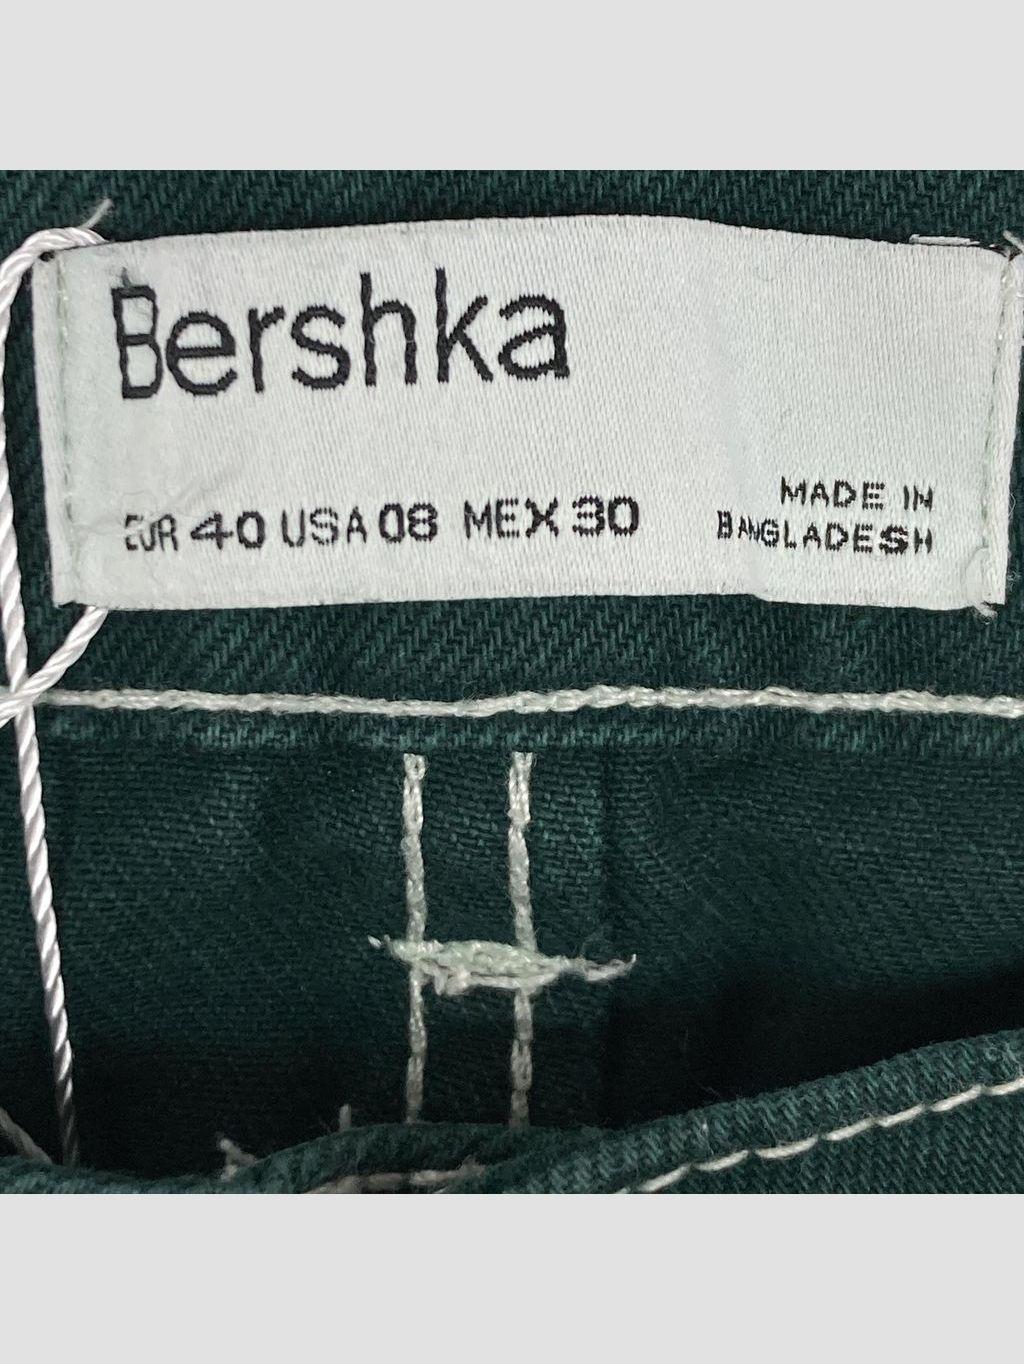 Bershka
EUR 40 USA 08 MEX 30
MADE IN
BANGLADESH